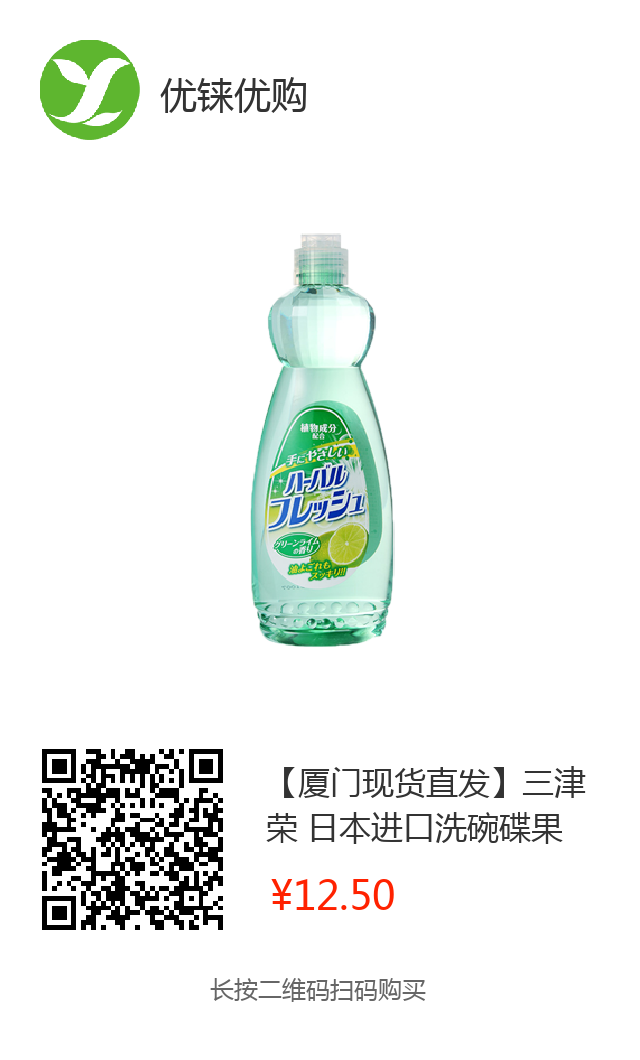 优铼优购
植物成分
配合
手にやさしい
ハーバル
フレッシュ
グリーンライム
の香り
油よごれも
スッキリ!!
【厦门现货直发】三津
荣 日本进口洗碗碟果
¥12.50
长按二维码扫码购买